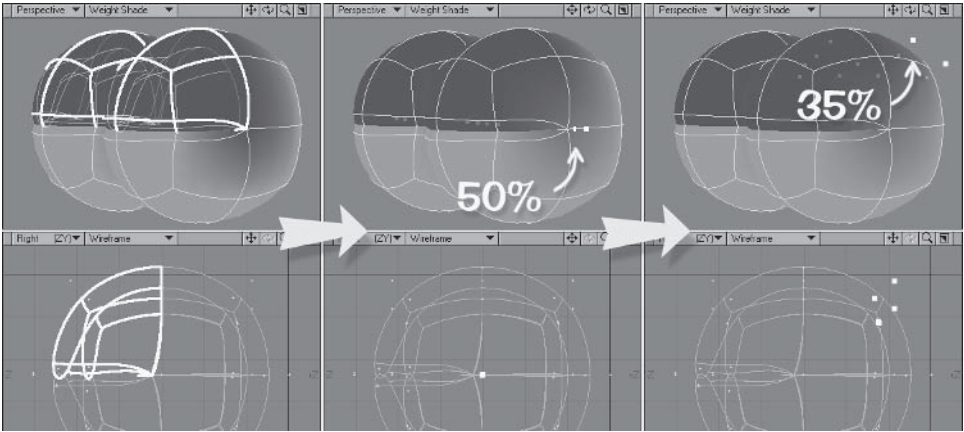 Perspective Weight Shade
Perspective Weight Shade
Perspective Weight Shade
50%
35%
Right (ZY) Wireframe
(ZY) Wireframe
(ZY) Wireframe